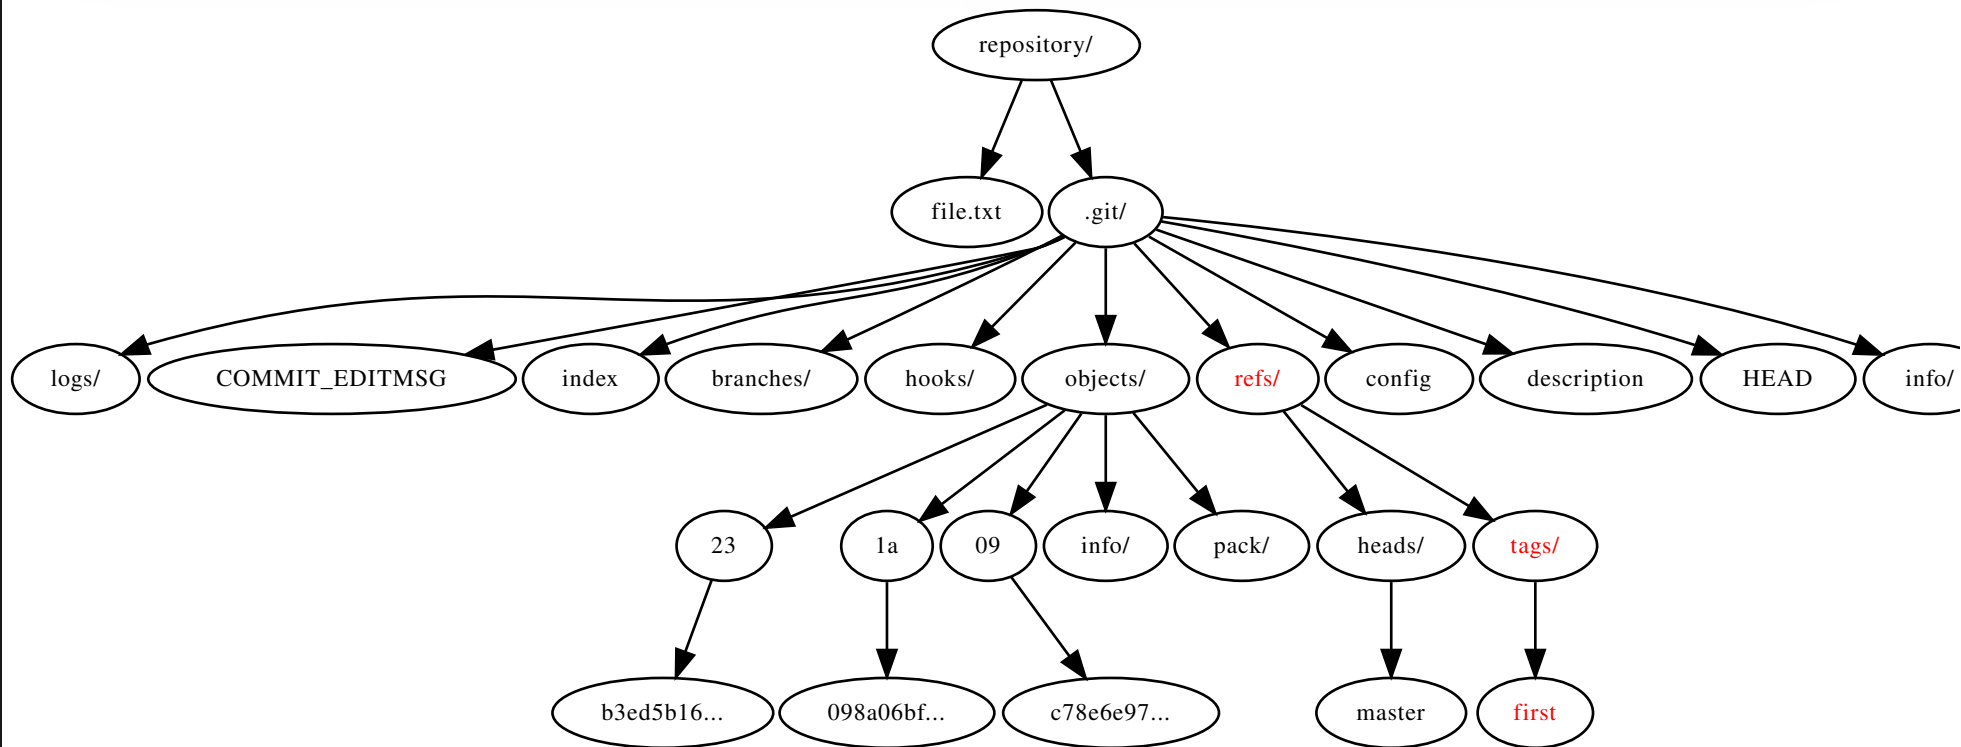 repository/
file.txt
.git/
logs/
COMMIT_EDITMSG
index
branches/
hooks/
objects/
refs/
config
description
HEAD
info/
23
1a
09
info/
pack/
heads/
tags/
b3ed5b16...
098a06bf...
c78e6e97...
master
first